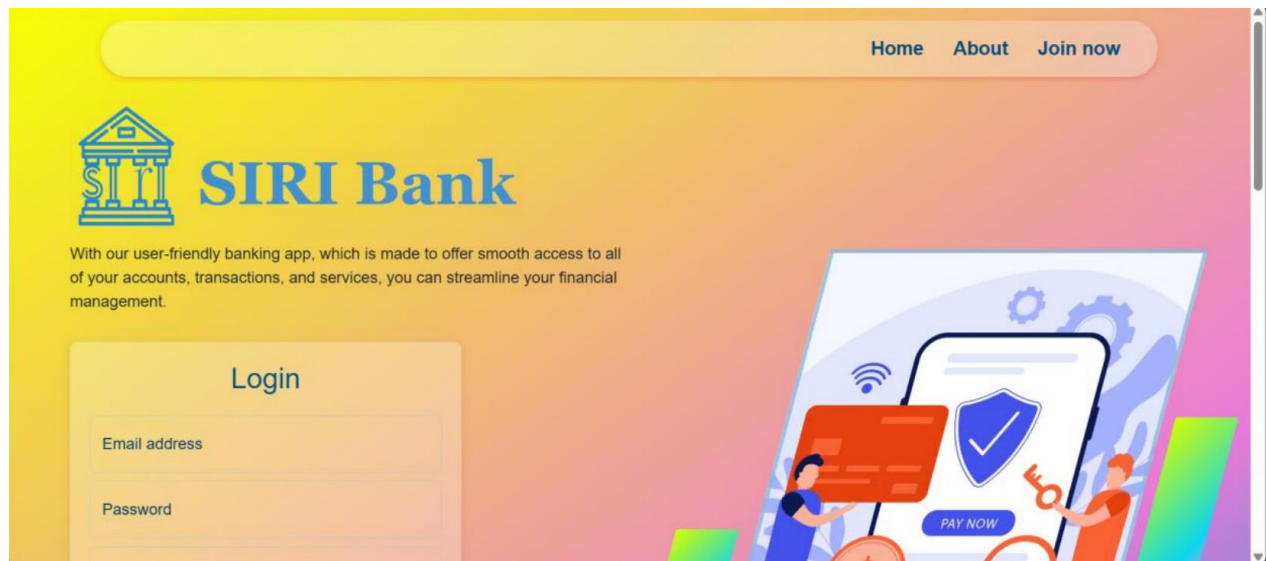 Home About Join now
siri SIRI Bank
With our user-friendly banking app, which is made to offer smooth access to all
of your accounts, transactions, and services, you can streamline your financial
management.
Login
Email address
Password
PAY NOW